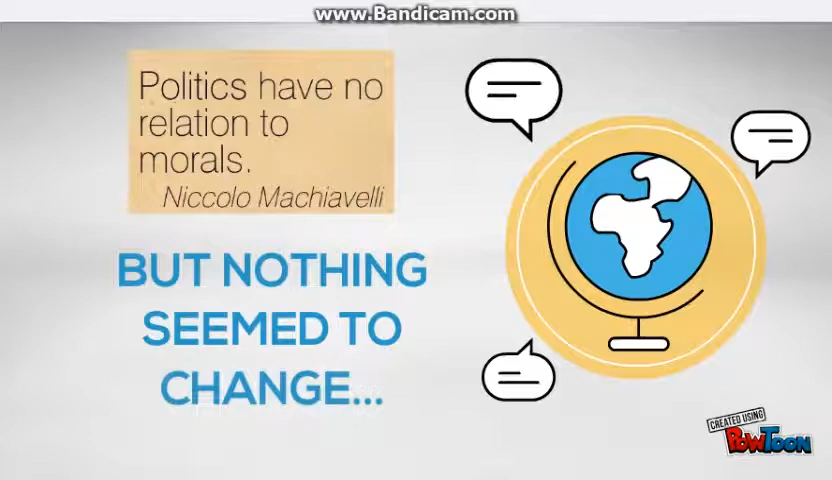 www.Bandicam.com
Politics have no
relation to
morals.
Niccolo Machiavelli
BUT NOTHING
SEEMED TO
CHANGE...
CREATED USING
POWTOON